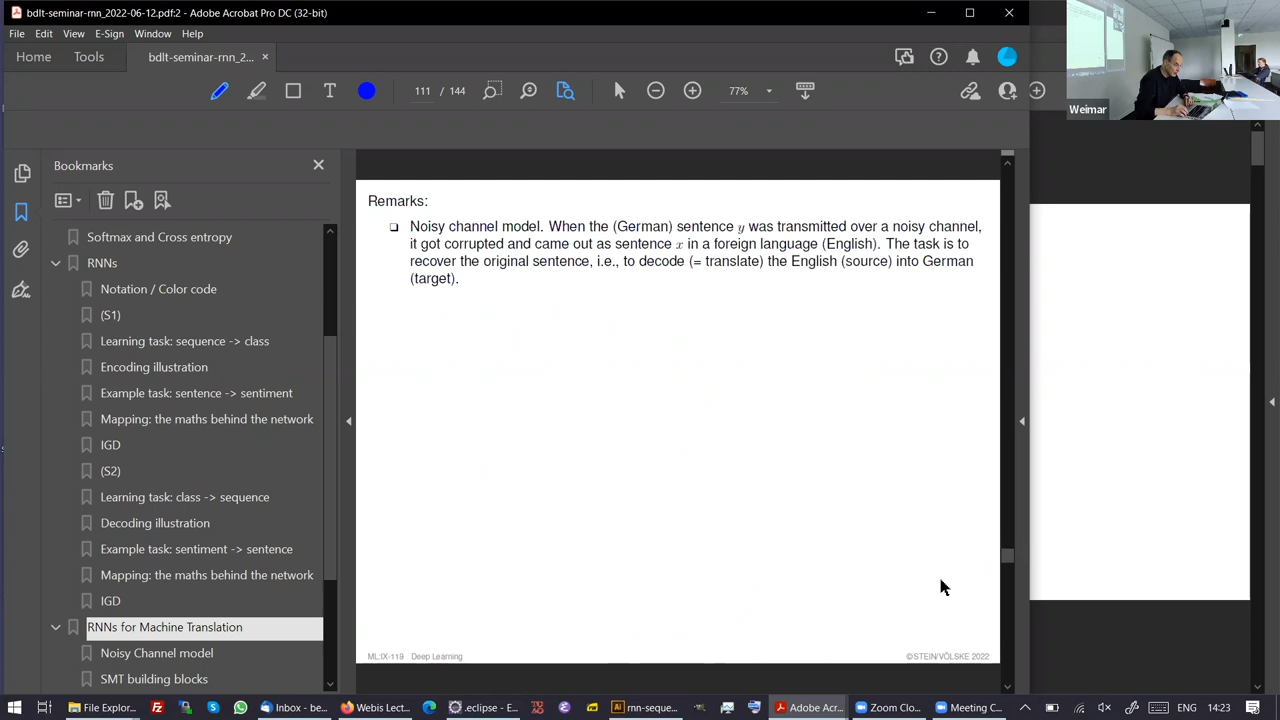 bdlt-seminar-rnn_2022-06-12.pdf:2 - Adobe Acrobat Pro DC (32-bit)
File Edit View E-Sign Window Help
Home Tools bdlt-seminar-rnn_2... ×
111 / 144 77%
Weimar
Bookmarks
Softmax and Cross entropy
RNNs
Notation / Color code
(S1)
Learning task: sequence -> class
Encoding illustration
Example task: sentence -> sentiment
Mapping: the maths behind the network
IGD
(S2)
Learning task: class -> sequence
Decoding illustration
Example task: sentiment -> sentence
Mapping: the maths behind the network
IGD
RNNs for Machine Translation
Noisy Channel model
SMT building blocks
Remarks:
❑ Noisy channel model. When the (German) sentence y was transmitted over a noisy channel,
it got corrupted and came out as sentence x in a foreign language (English). The task is to
recover the original sentence, i.e., to decode (= translate) the English (source) into German
(target).
ML:IX-119 Deep Learning ©STEIN/VÖLSKE 2022
File Explor... Inbox - be... Webis Lect... .eclipse - E... rnn-seque... Adobe Acr... Zoom Clo... Meeting C... ENG 14:23